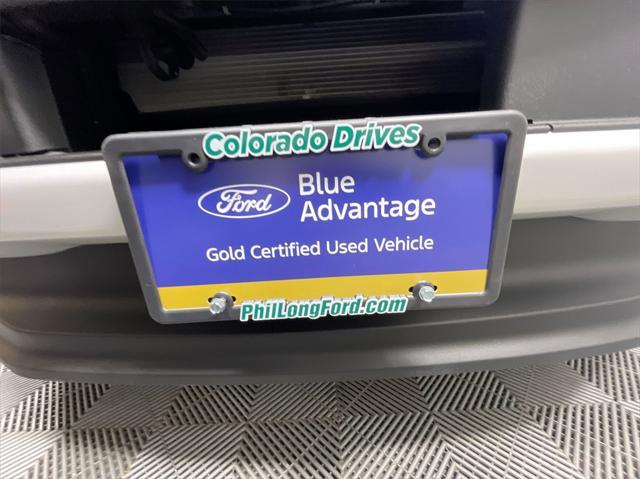 Colorado Drives
Ford
Blue
Advantage
Gold Certified Used Vehicle
PhilLongFord.com